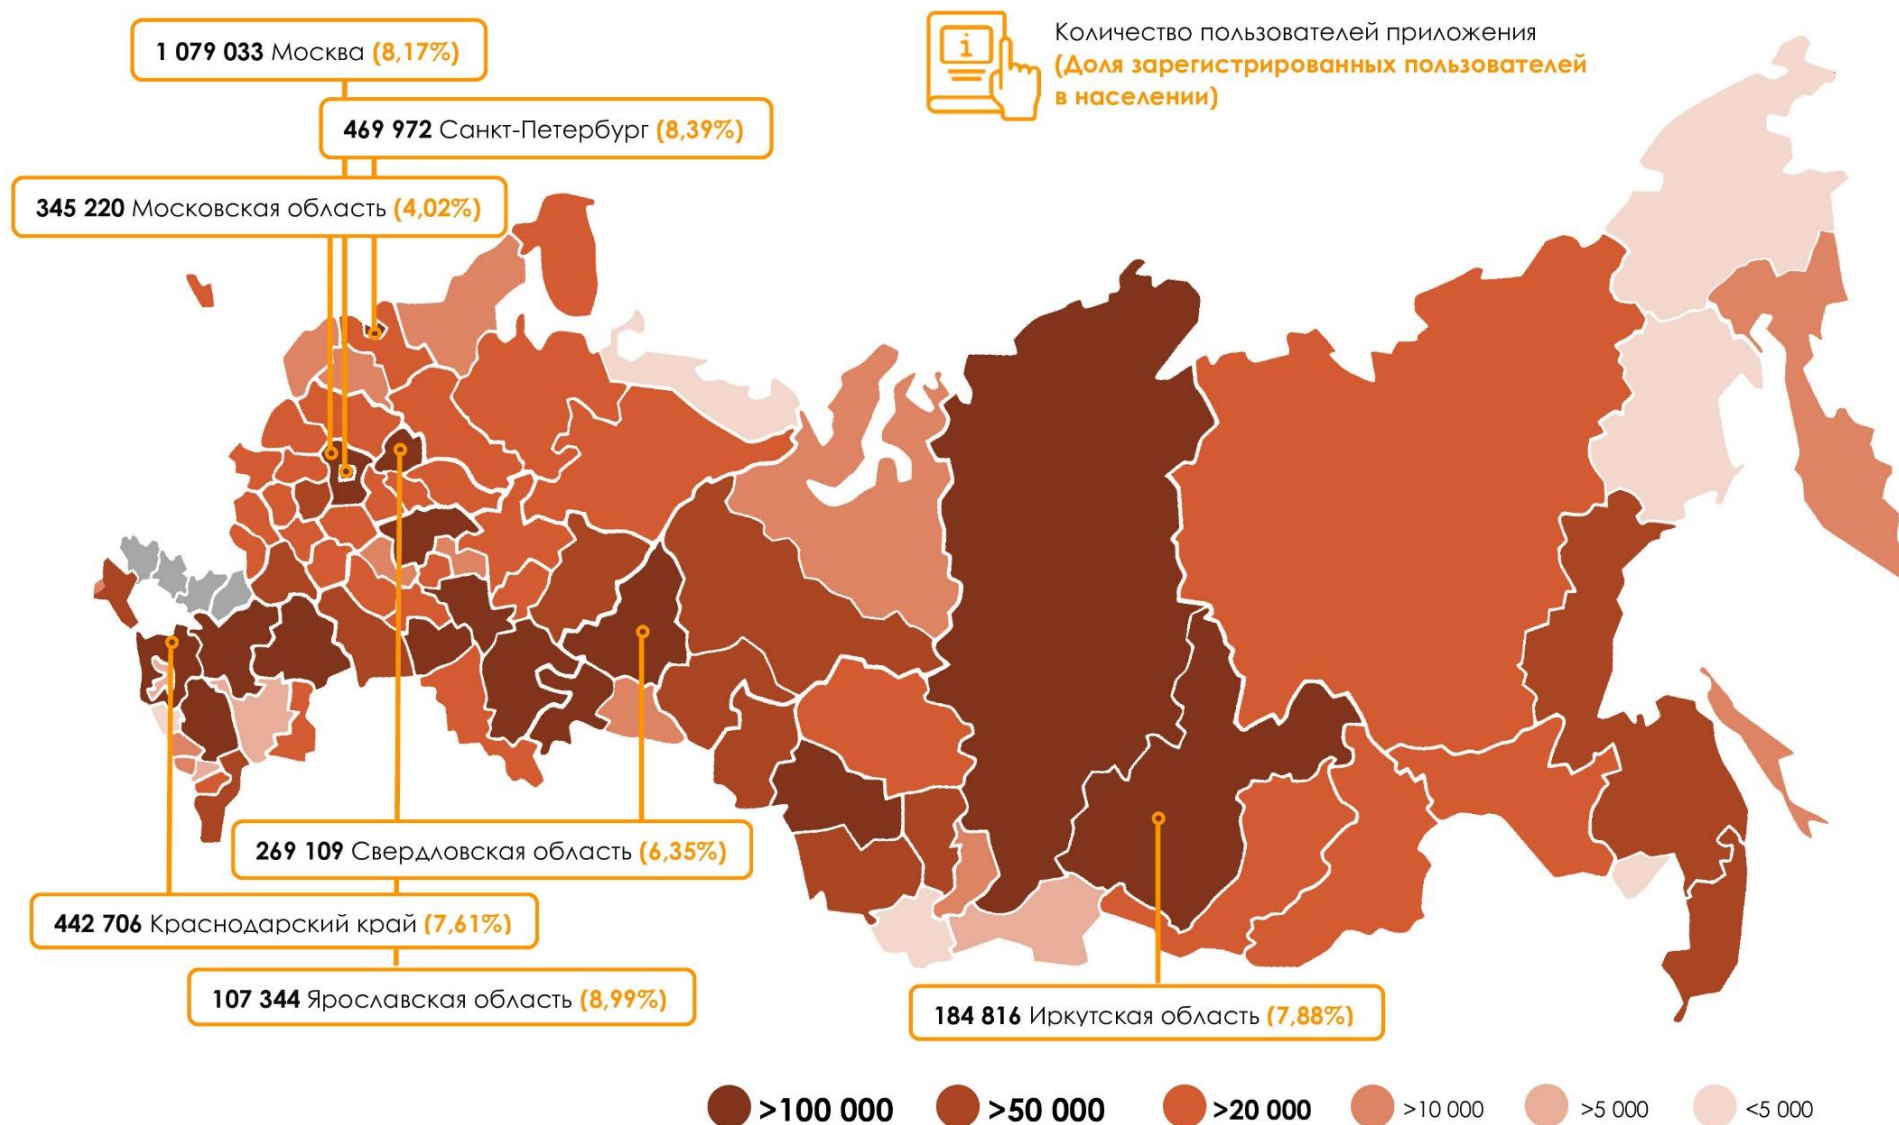 1 079 033 Москва (8,17%)
Количество пользователей приложения
(Доля зарегистрированных пользователей
в населении)
469 972 Санкт-Петербург (8,39%)
345 220 Московская область (4,02%)
269 109 Свердловская область (6,35%)
442 706 Краснодарский край (7,61%)
107 344 Ярославская область (8,99%)
184 816 Иркутская область (7,88%)
>100 000 >50 000 >20 000 >10 000 >5 000 <5 000